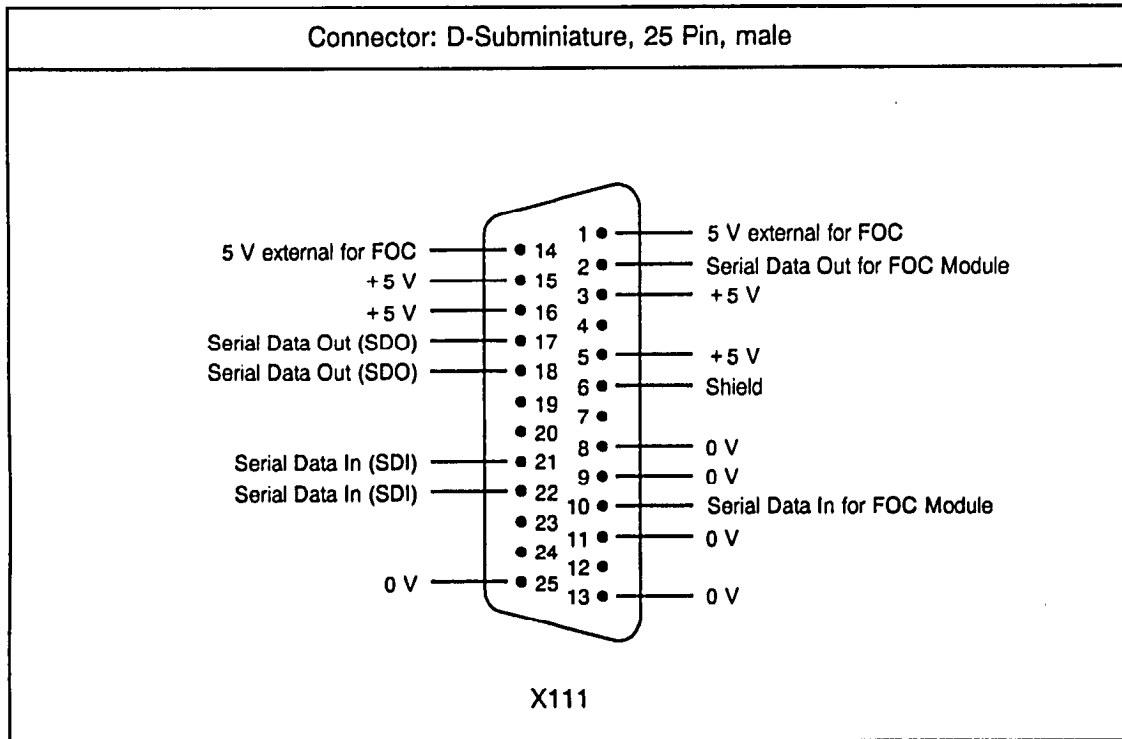 Connector: D-Subminiature, 25 Pin, male
5 V external for FOC 14
+5 V 15
+5 V 16
Serial Data Out (SDO) 17
Serial Data Out (SDO) 18
19
20
Serial Data In (SDI) 21
Serial Data In (SDI) 22
23
24
0 V 25
1 5 V external for FOC
2 Serial Data Out for FOC Module
3 +5 V
4
5 +5 V
6 Shield
7
8 0 V
9 0 V
10 Serial Data In for FOC Module
11 0 V
12
13 0 V
X111